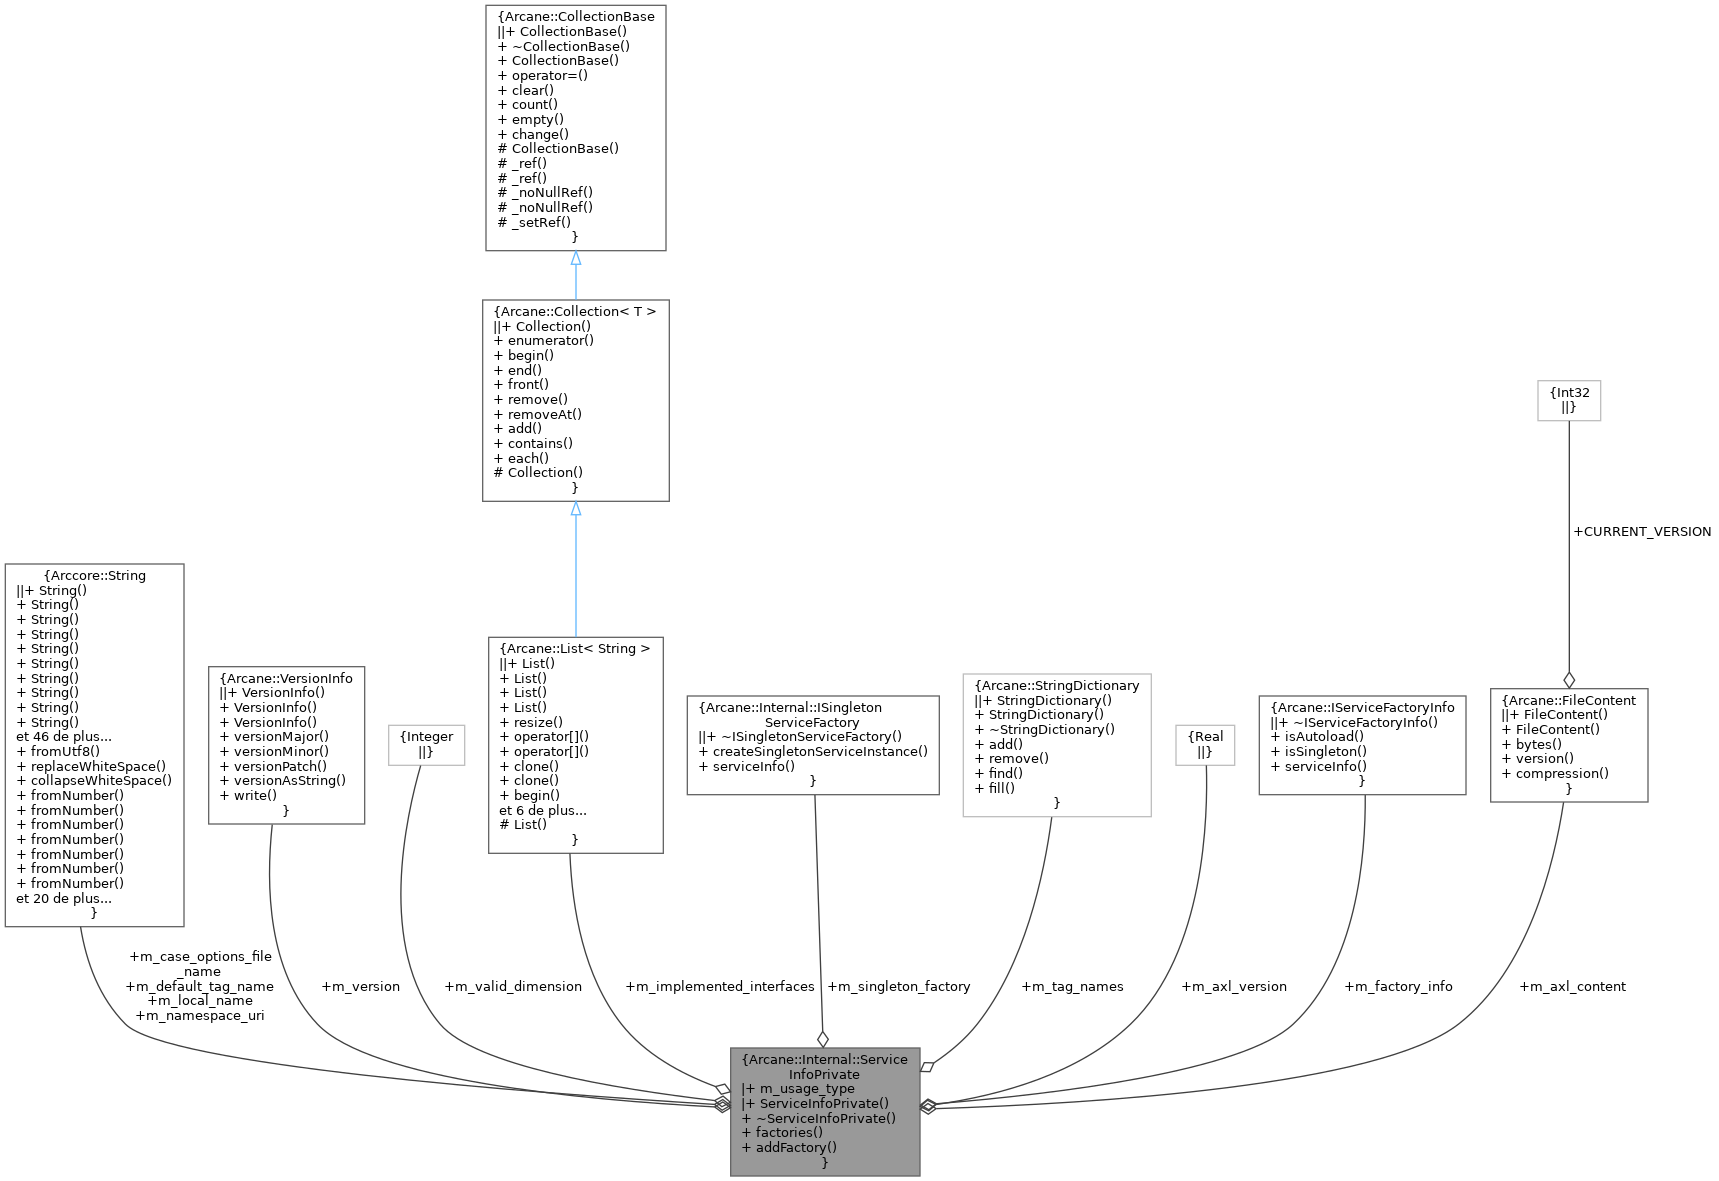 {Arcane::CollectionBase
||+ CollectionBase()
+ ~CollectionBase()
+ CollectionBase()
+ operator=()
+ clear()
+ count()
+ empty()
+ change()
# CollectionBase()
# _ref()
# _ref()
# _noNullRef()
# _noNullRef()
# _setRef()
}
{Arcane::Collection< T >
||+ Collection()
+ enumerator()
+ begin()
+ end()
+ front()
+ remove()
+ removeAt()
+ add()
+ contains()
+ each()
# Collection()
}
{Int32
||}
+CURRENT_VERSION
{Arccore::String
||+ String()
+ String()
+ String()
+ String()
+ String()
+ String()
+ String()
+ String()
+ String()
+ String()
et 46 de plus...
+ fromUtf8()
+ replaceWhiteSpace()
+ collapseWhiteSpace()
+ fromNumber()
+ fromNumber()
+ fromNumber()
+ fromNumber()
+ fromNumber()
+ fromNumber()
+ fromNumber()
et 20 de plus...
}
{Arcane::VersionInfo
||+ VersionInfo()
+ VersionInfo()
+ VersionInfo()
+ versionMajor()
+ versionMinor()
+ versionPatch()
+ versionAsString()
+ write()
}
{Integer
||}
{Arcane::List< String >
||+ List()
+ List()
+ List()
+ List()
+ resize()
+ operator[]()
+ operator[]()
+ clone()
+ clone()
+ begin()
et 6 de plus...
# List()
}
{Arcane::Internal::ISingleton
ServiceFactory
||+ ~ISingletonServiceFactory()
+ createSingletonServiceInstance()
+ serviceInfo()
}
{Arcane::StringDictionary
||+ StringDictionary()
+ StringDictionary()
+ ~StringDictionary()
+ add()
+ remove()
+ find()
+ fill()
}
{Real
||}
{Arcane::IServiceFactoryInfo
||+ ~IServiceFactoryInfo()
+ isAutoload()
+ isSingleton()
+ serviceInfo()
}
{Arcane::FileContent
||+ FileContent()
+ FileContent()
+ bytes()
+ version()
+ compression()
}
+m_case_options_file
_name
+m_default_tag_name
+m_local_name
+m_namespace_uri
+m_version
+m_valid_dimension
+m_implemented_interfaces
+m_singleton_factory
+m_tag_names
+m_axl_version
+m_factory_info
+m_axl_content
{Arcane::Internal::Service
InfoPrivate
|+ m_usage_type
|+ ServiceInfoPrivate()
+ ~ServiceInfoPrivate()
+ factories()
+ addFactory()
}